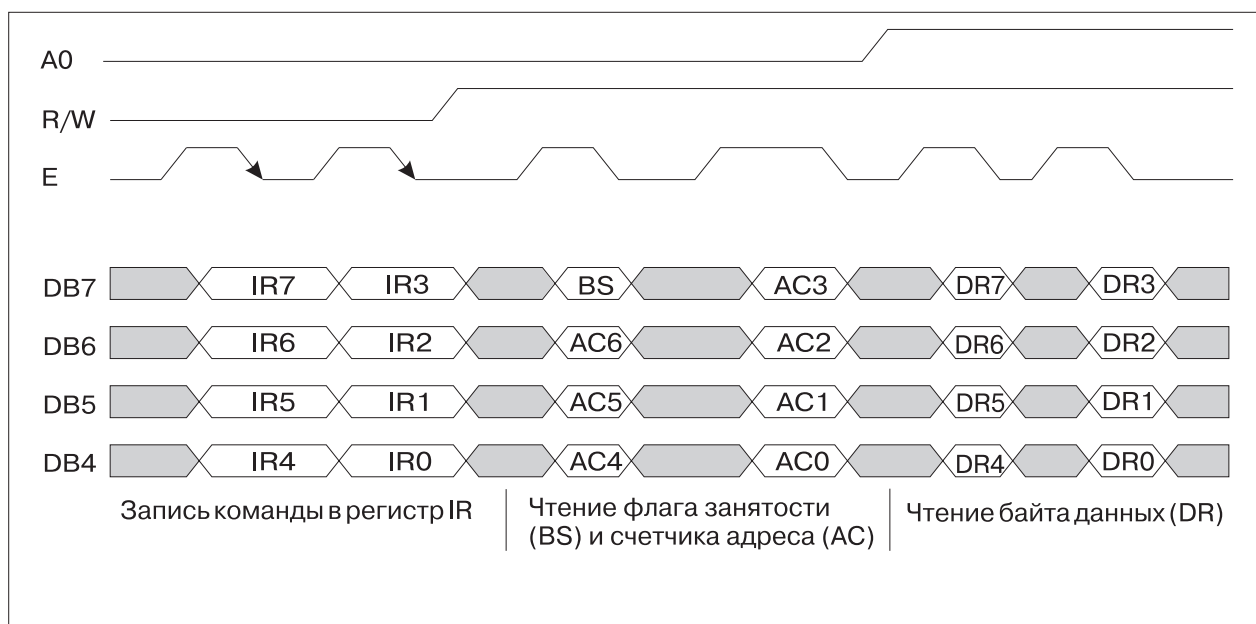 A0
R/W
E
DB7 IR7 IR3 BS AC3 DR7 DR3
DB6 IR6 IR2 AC6 AC2 DR6 DR2
DB5 IR5 IR1 AC5 AC1 DR5 DR1
DB4 IR4 IR0 AC4 AC0 DR4 DR0
Запись команды в регистр IR
Чтение флага занятости
(BS) и счетчика адреса (AC)
Чтение байта данных (DR)